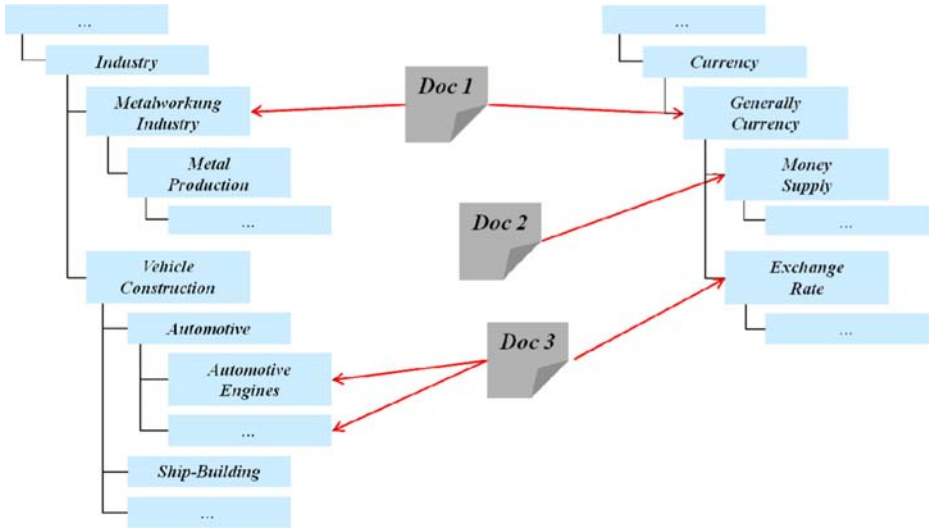 ...
Industry
Metalworkung
Industry
Metal
Production
...
Vehicle
Construction
Automotive
Automotive
Engines
...
Ship-Building
...
Doc 1
Doc 2
Doc 3
...
Currency
Generally
Currency
Money
Supply
...
Exchange
Rate
...